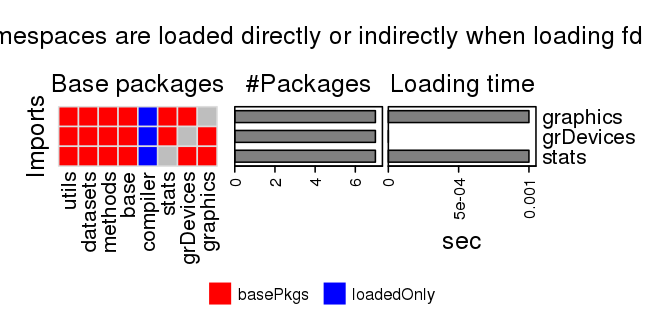 mespaces are loaded directly or indirectly when loading fd
Base packages
#Packages
Loading time
Imports
graphics
grDevices
stats
utils
datasets
methods
base
compiler
stats
grDevices
graphics
0
2
4
6
0
5e-04
0.001
sec
basePkgs
loadedOnly